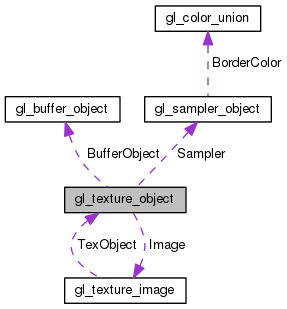 gl_color_union
BorderColor
gl_buffer_object
gl_sampler_object
BufferObject
Sampler
gl_texture_object
TexObject
Image
gl_texture_image